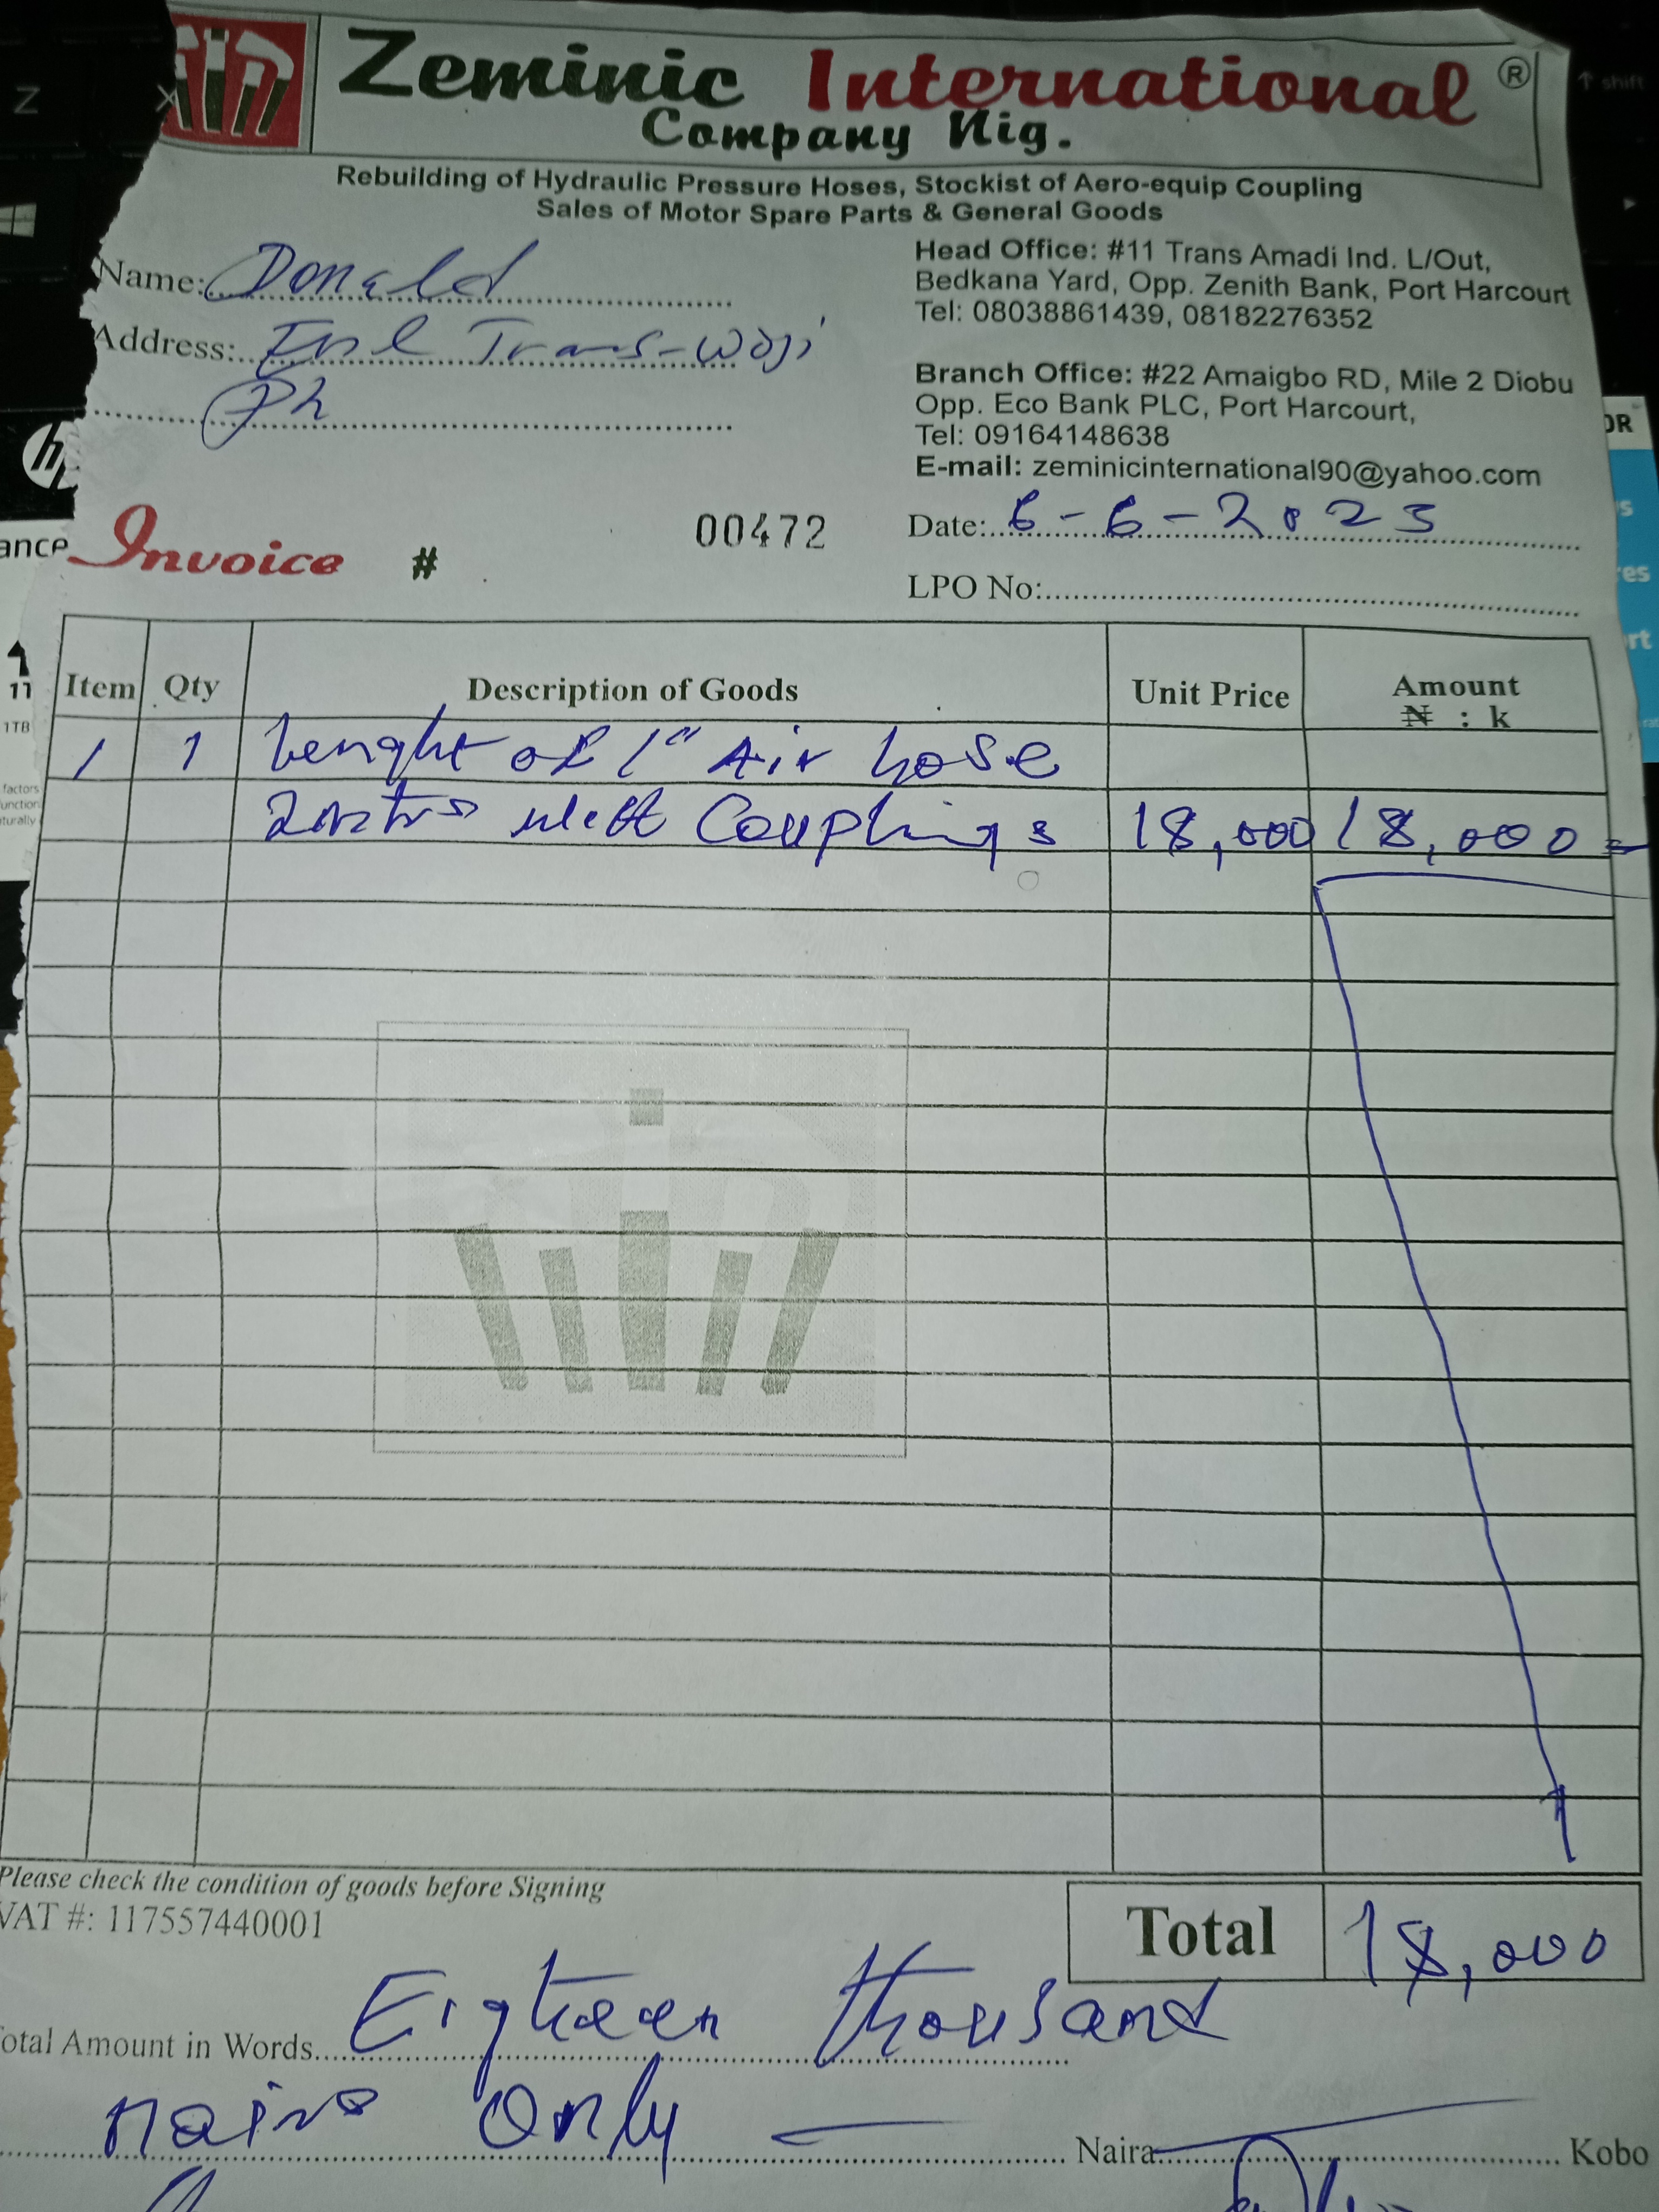 Zeminic International ®
Company Nig.
Rebuilding of Hydraulic Pressure Hoses, Stockist of Aero-equip Coupling
Sales of Motor Spare Parts & General Goods
Name: Donald
Address: Trans-Woji
Ph
Head Office: #11 Trans Amadi Ind. L/Out,
Bedkana Yard, Opp. Zenith Bank, Port Harcourt
Tel: 08038861439, 08182276352
Branch Office: #22 Amaigbo RD, Mile 2 Diobu
Opp. Eco Bank PLC, Port Harcourt,
Tel: 09164148638
E-mail: zeminicinternational90@yahoo.com
Invoice # 00472
Date: 6-6-2023
LPO No:
Item Qty Description of Goods Unit Price Amount
₦ : k
1 1 lenght of 1" Air hose
Couplings 18,000 18,000=
Please check the condition of goods before Signing
VAT #: 117557440001
Total 18,000
otal Amount in Words Eigteen thousand
naira Only Naira Kobo